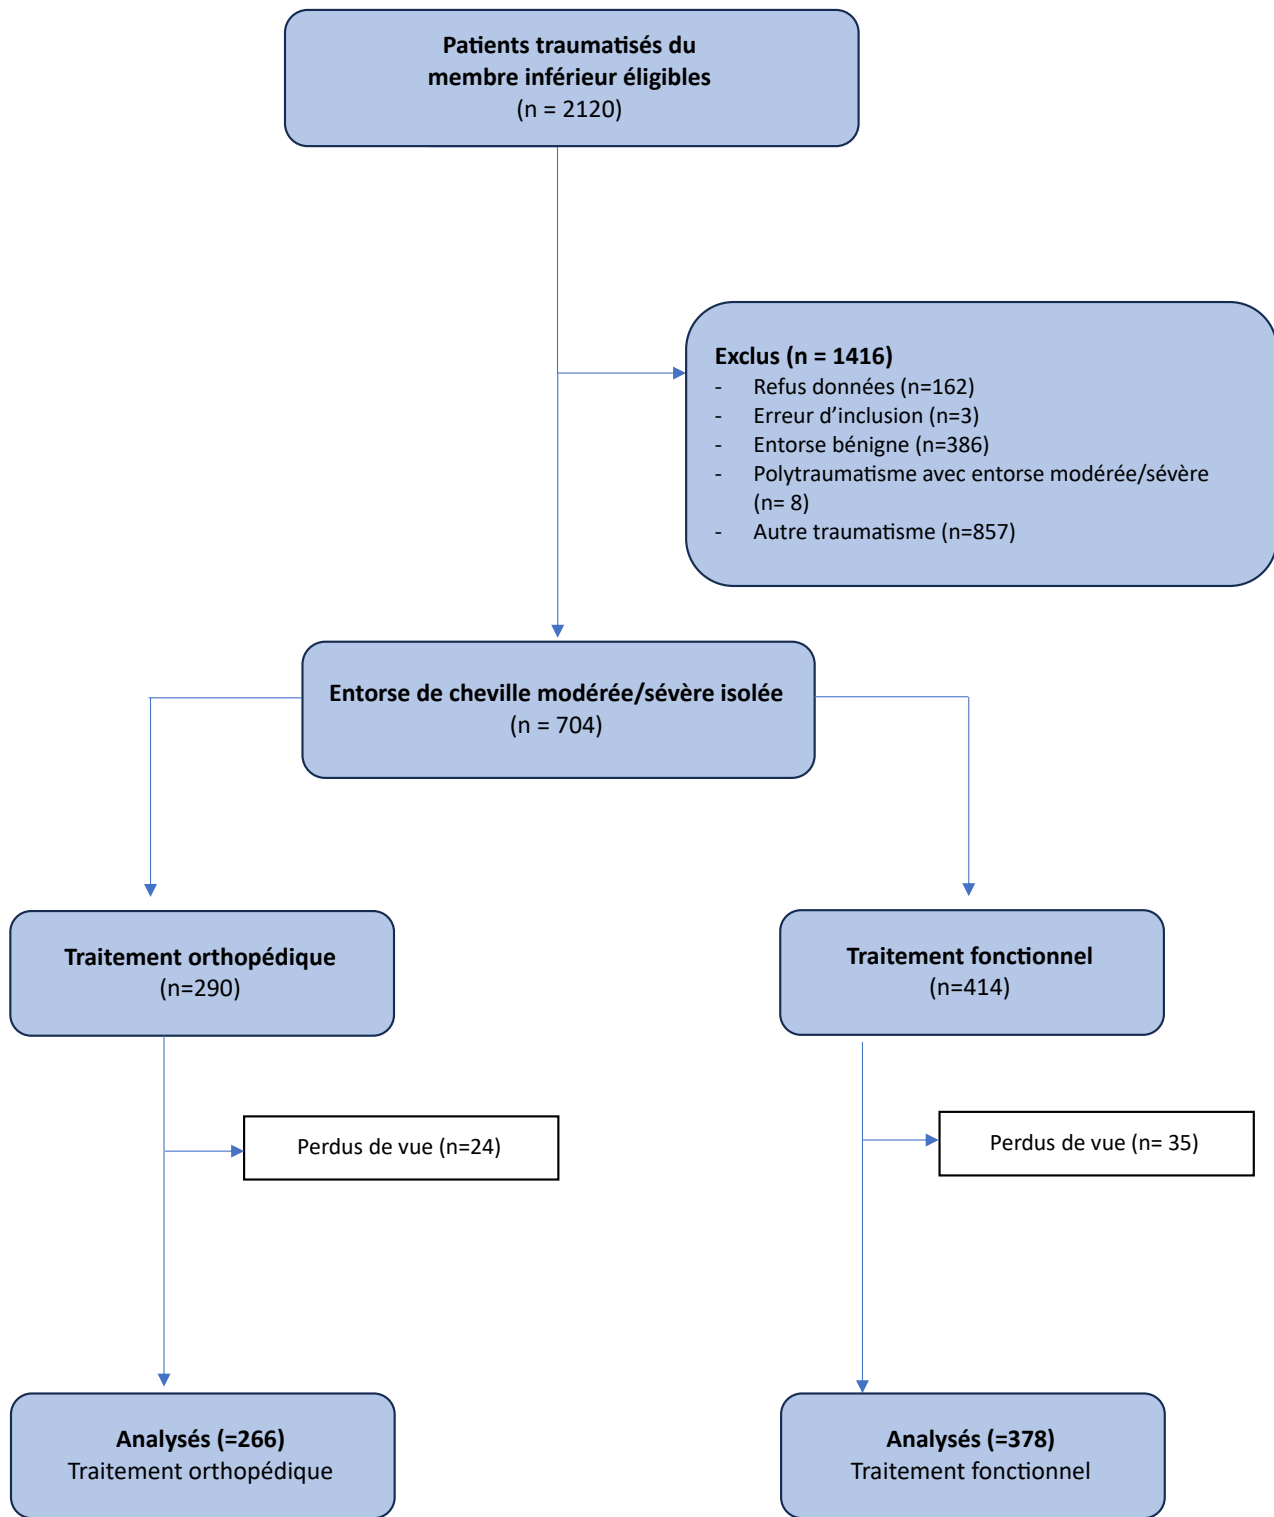 Patients traumatisés du
membre inférieur éligibles
(n = 2120)
Exclus (n = 1416)
- Refus données (n=162)
- Erreur d’inclusion (n=3)
- Entorse bénigne (n=386)
- Polytraumatisme avec entorse modérée/sévère
(n= 8)
- Autre traumatisme (n=857)
Entorse de cheville modérée/sévère isolée
(n = 704)
Traitement orthopédique
(n=290)
Traitement fonctionnel
(n=414)
Perdus de vue (n=24)
Perdus de vue (n= 35)
Analysés (=266)
Traitement orthopédique
Analysés (=378)
Traitement fonctionnel